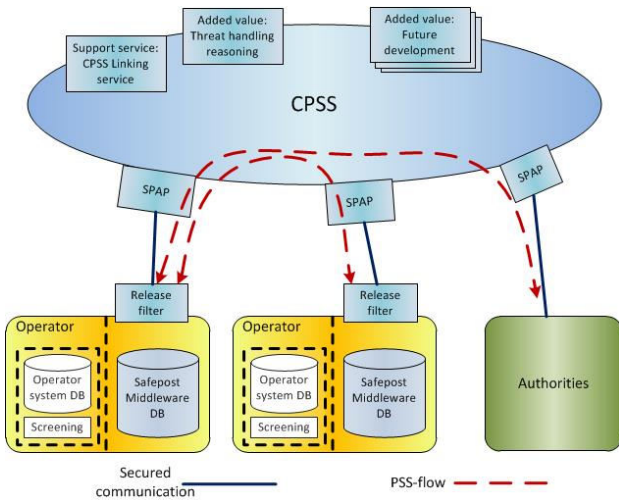 Support service:
CPSS Linking
service
Added value:
Threat handling
reasoning
Added value:
Future
development
CPSS
SPAP
SPAP
SPAP
Release
filter
Release
filter
Operator
Operator
system DB
Screening
Safepost
Middleware
DB
Operator
Operator
system DB
Screening
Safepost
Middleware
DB
Authorities
Secured
communication
PSS-flow